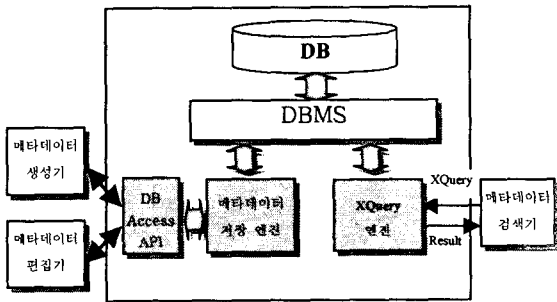 DB
DBMS
메타데이터
생성기
메타데이터
편집기
DB
Access
API
메타데이터
저장 엔진
XQuery
엔진
XQuery
Result
메타데이타
검색기